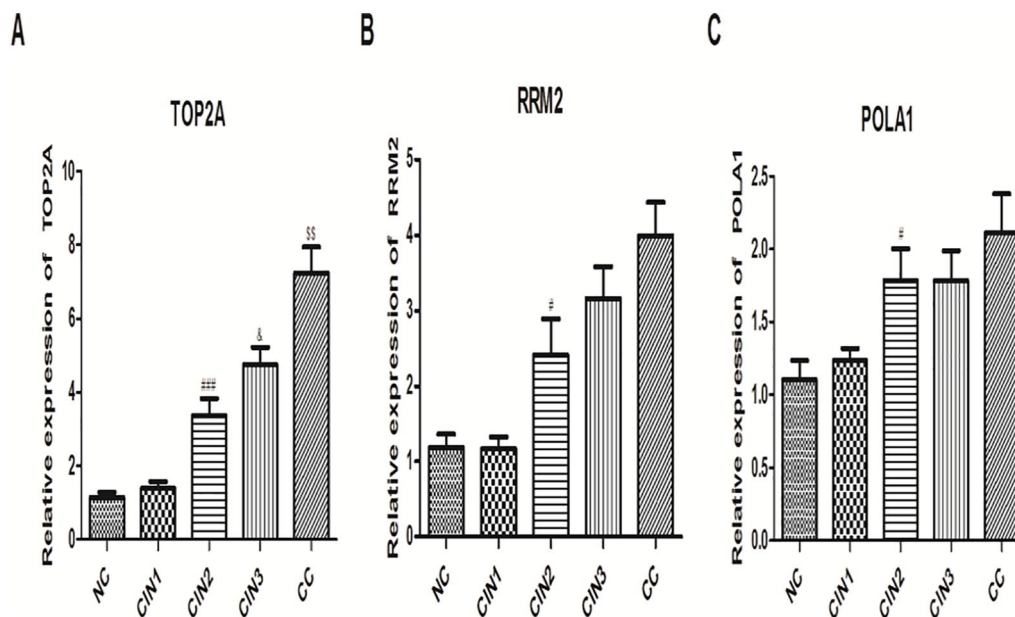 A
TOP2A
Relative expression of TOP2A
10
8
6
4
2
0
###
&
$$
NC
CIN1
CIN2
CIN3
CC
B
RRM2
Relative expression of RRM2
5
4
3
2
1
0
#
NC
CIN1
CIN2
CIN3
CC
C
POLA1
Relative expression of POLA1
2.5
2.0
1.5
1.0
0.5
0.0
#
NC
CIN1
CIN2
CIN3
CC